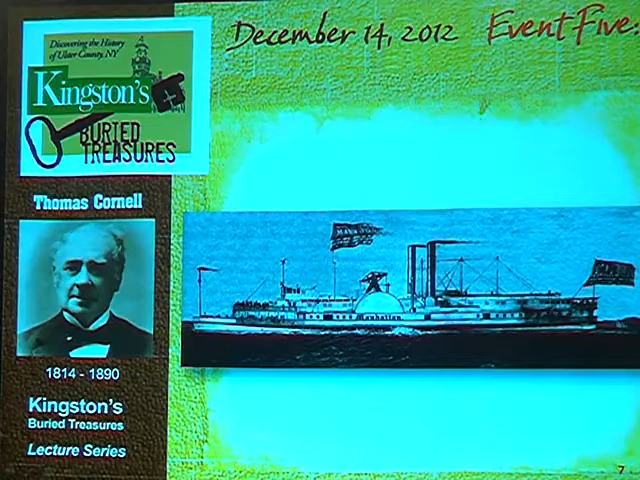 Discovering the History
of Ulster County, NY
Kingston's
BURIED
TREASURES
December 14, 2012 Event Five:
Thomas Cornell
Manhattan
1814 - 1890
Kingston's
Buried Treasures
Lecture Series
7